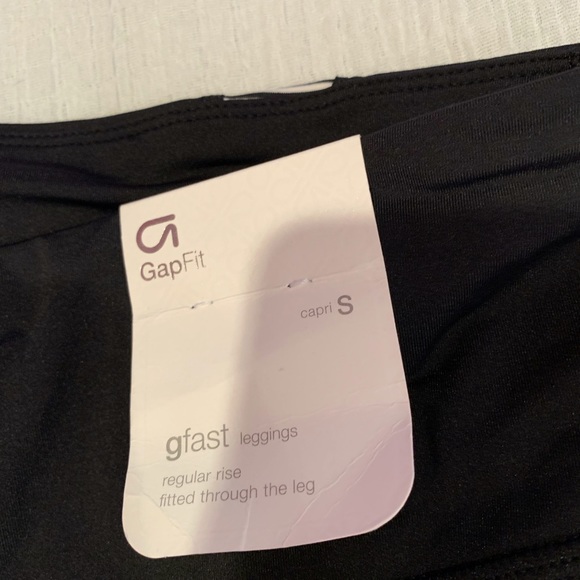 GapFit
capri S
gfast leggings
regular rise
fitted through the leg